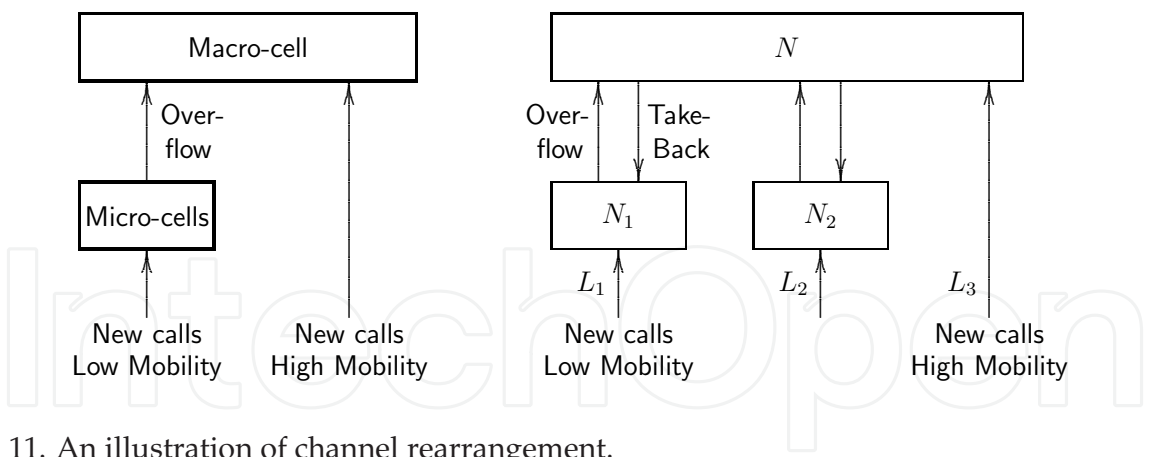 Macro-cell
N
Over-
flow
Over-
flow
Take-
Back
Micro-cells
N₁
N₂
L₁
L₂
L₃
New calls
Low Mobility
New calls
High Mobility
New calls
Low Mobility
New calls
High Mobility
IntechOpen
11. An illustration of channel rearrangement.